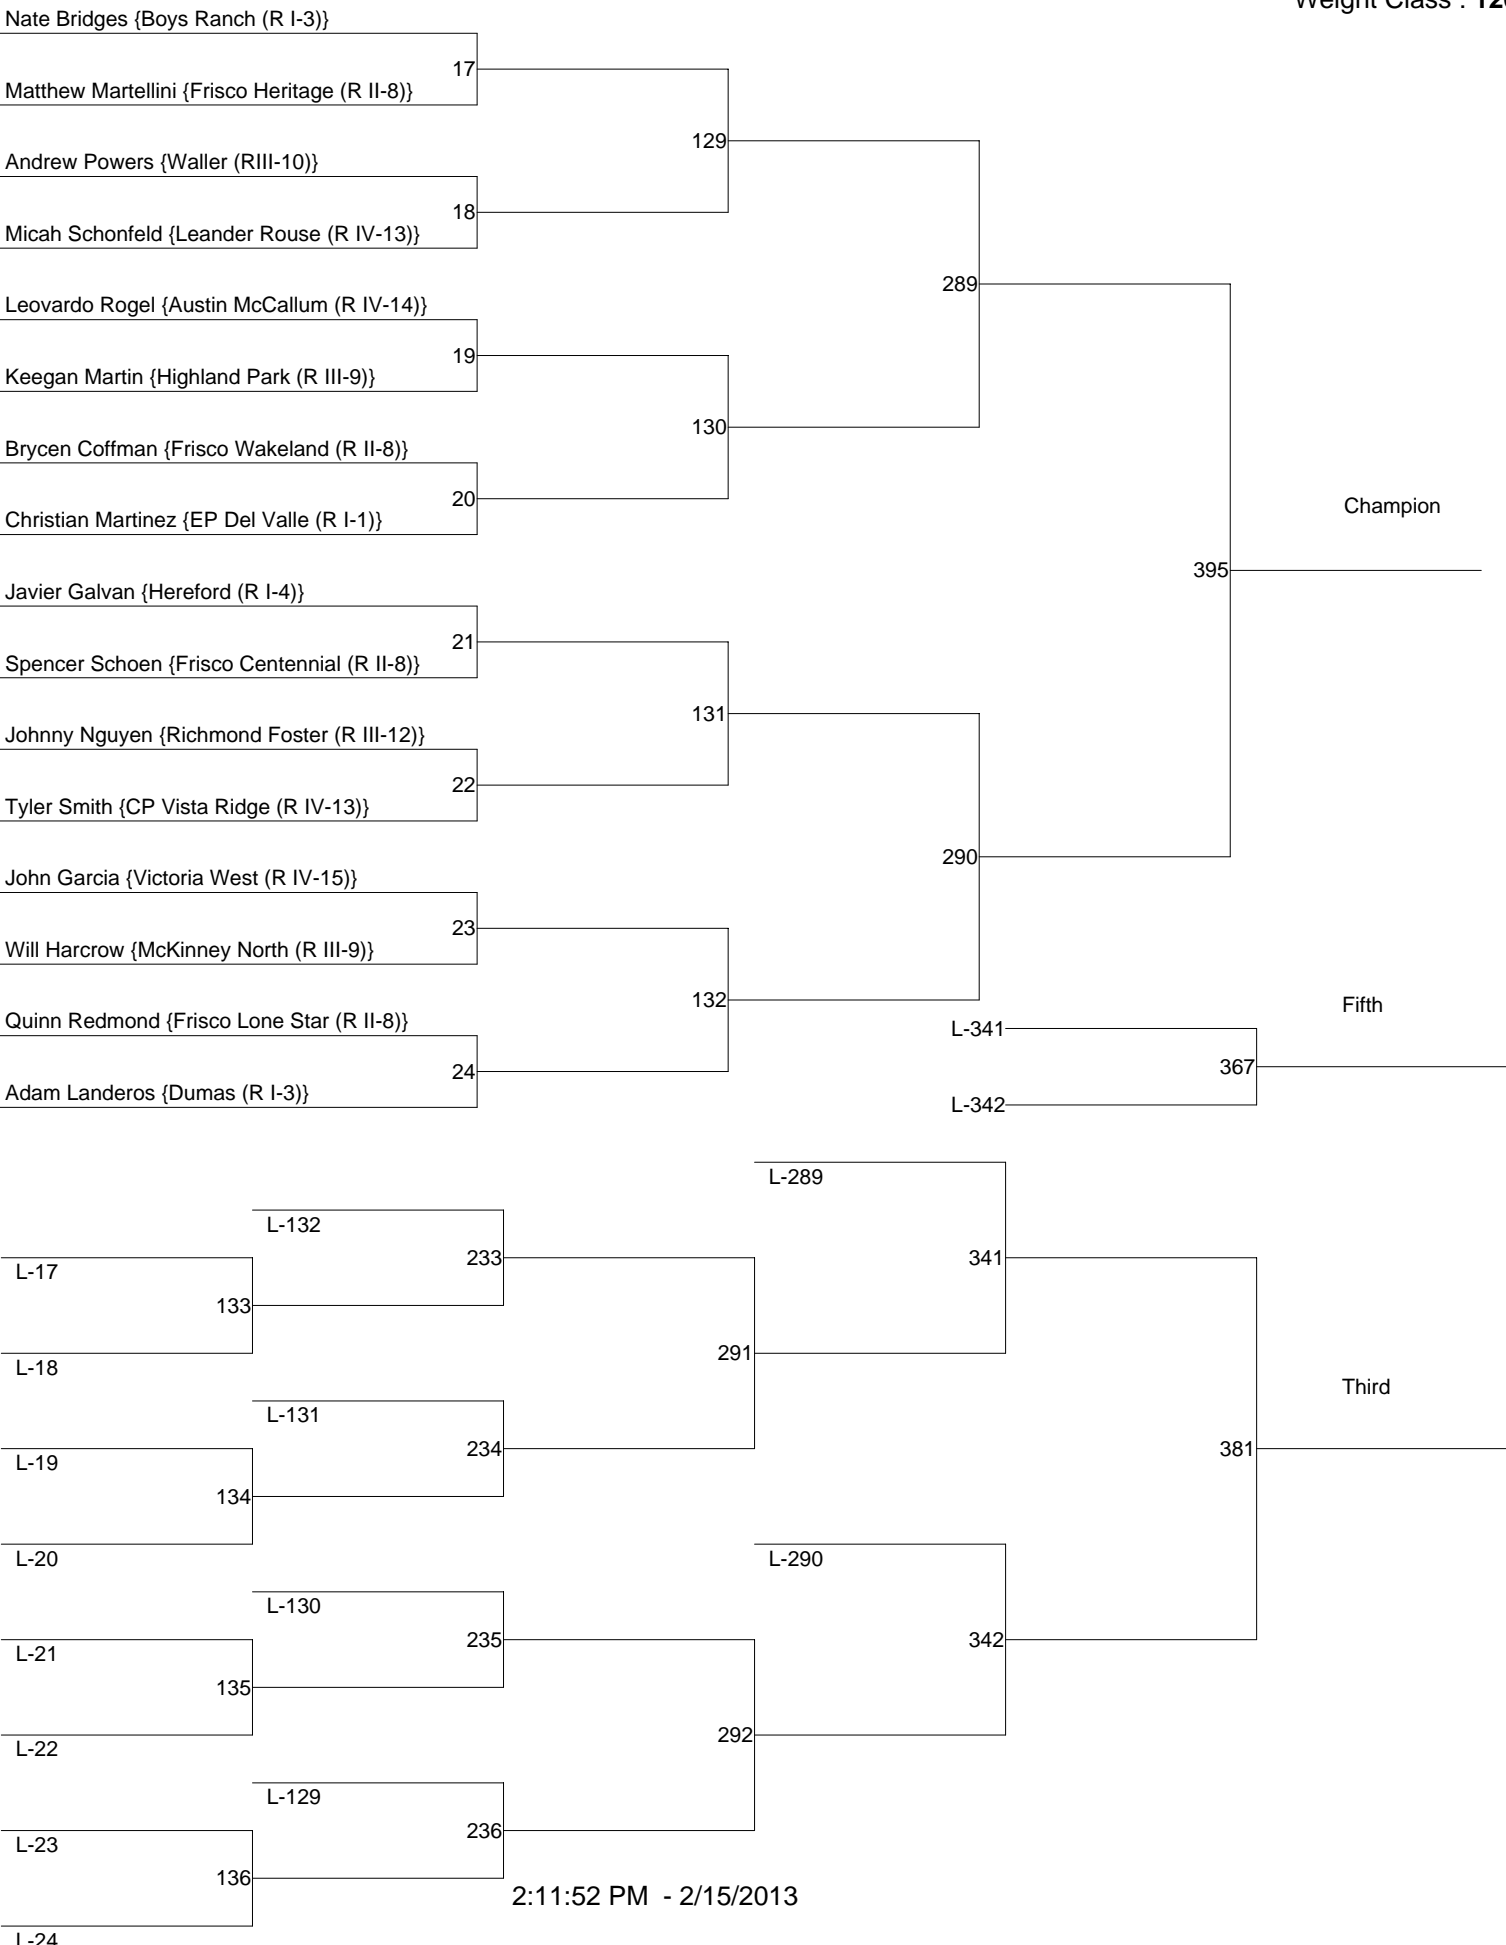 Weight Class :
Nate Bridges {Boys Ranch (R I-3)}
17
Matthew Martellini {Frisco Heritage (R II-8)}
129
Andrew Powers {Waller (RIII-10)}
18
Micah Schonfeld {Leander Rouse (R IV-13)}
289
Leovardo Rogel {Austin McCallum (R IV-14)}
19
Keegan Martin {Highland Park (R III-9)}
130
Brycen Coffman {Frisco Wakeland (R II-8)}
20
Champion
Christian Martinez {EP Del Valle (R I-1)}
395
Javier Galvan {Hereford (R I-4)}
21
Spencer Schoen {Frisco Centennial (R II-8)}
131
Johnny Nguyen {Richmond Foster (R III-12)}
22
Tyler Smith {CP Vista Ridge (R IV-13)}
290
John Garcia {Victoria West (R IV-15)}
23
Will Harcrow {McKinney North (R III-9)}
132
Fifth
Quinn Redmond {Frisco Lone Star (R II-8)}
L-341
24
367
Adam Landeros {Dumas (R I-3)}
L-342
L-289
L-132
233
341
L-17
133
291
L-18
Third
L-131
234
381
L-19
134
L-20
L-290
L-130
235
342
L-21
135
292
L-22
L-129
236
L-23
136
2:11:52 PM - 2/15/2013
L-24